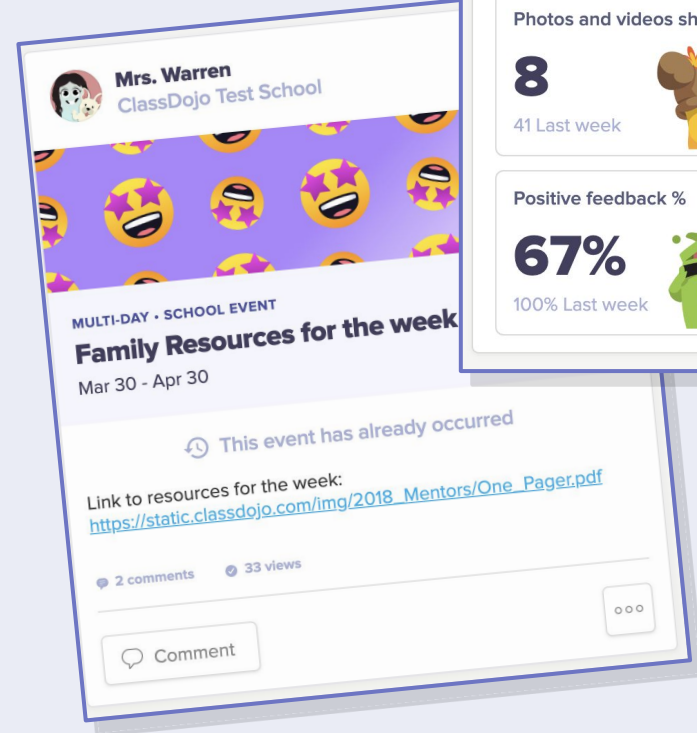 Mrs. Warren
ClassDojo Test School
MULTI-DAY • SCHOOL EVENT
Family Resources for the week
Mar 30 - Apr 30
This event has already occurred
Link to resources for the week:
https://static.classdojo.com/img/2018_Mentors/One_Pager.pdf
2 comments
33 views
Comment
Photos and videos sh
8
41 Last week
Positive feedback %
67%
100% Last week